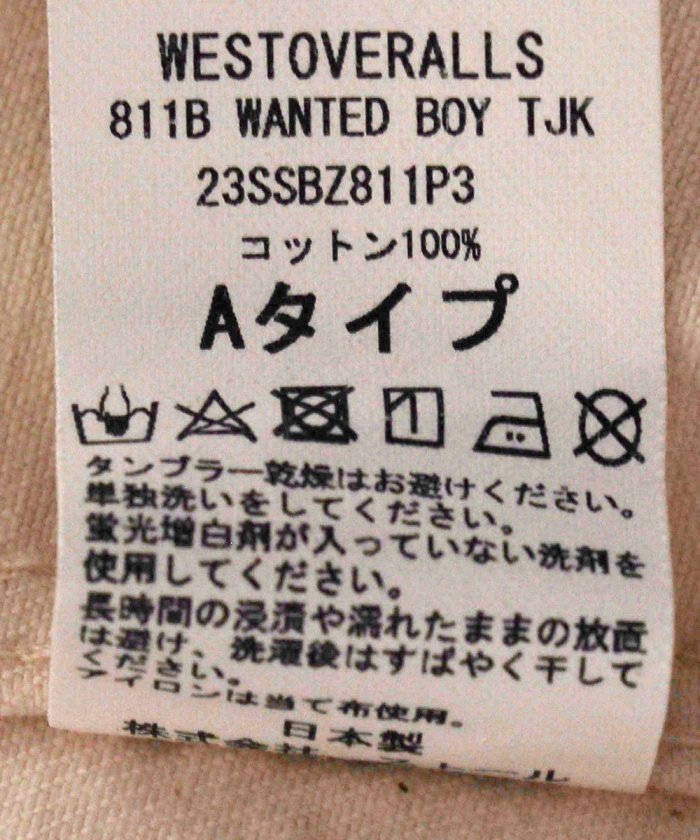 WESTOVERALLS
811B WANTED BOY TJK
23SSBZ811P3
コットン100%
Aタイプ
タンブラー乾燥はお避けください。
単独洗いをしてください。
蛍光増白剤が入っていない洗剤を
使用してください。
長時間の浸漬や濡れたままの放置
は避け、洗濯後はすばやく干して
ください。
アイロンは当て布使用。
日本製
株式会社